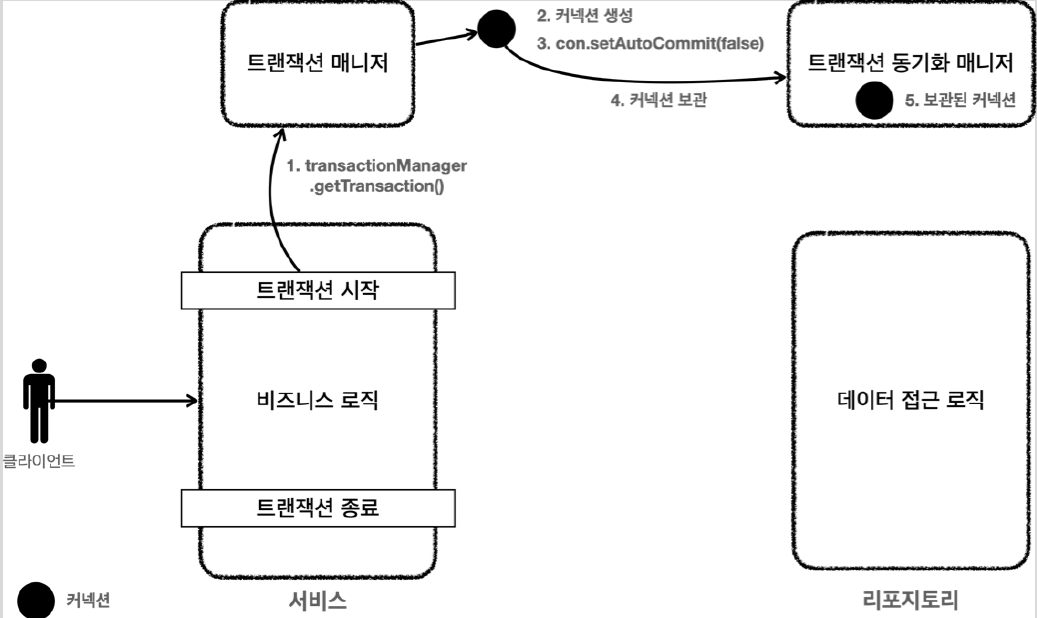 트랜잭션 매니저
2. 커넥션 생성
3. con.setAutoCommit(false)
4. 커넥션 보관
트랜잭션 동기화 매니저
5. 보관된 커넥션
1. transactionManager
.getTransaction()
트랜잭션 시작
비즈니스 로직
데이터 접근 로직
클라이언트
트랜잭션 종료
커넥션
서비스
리포지토리